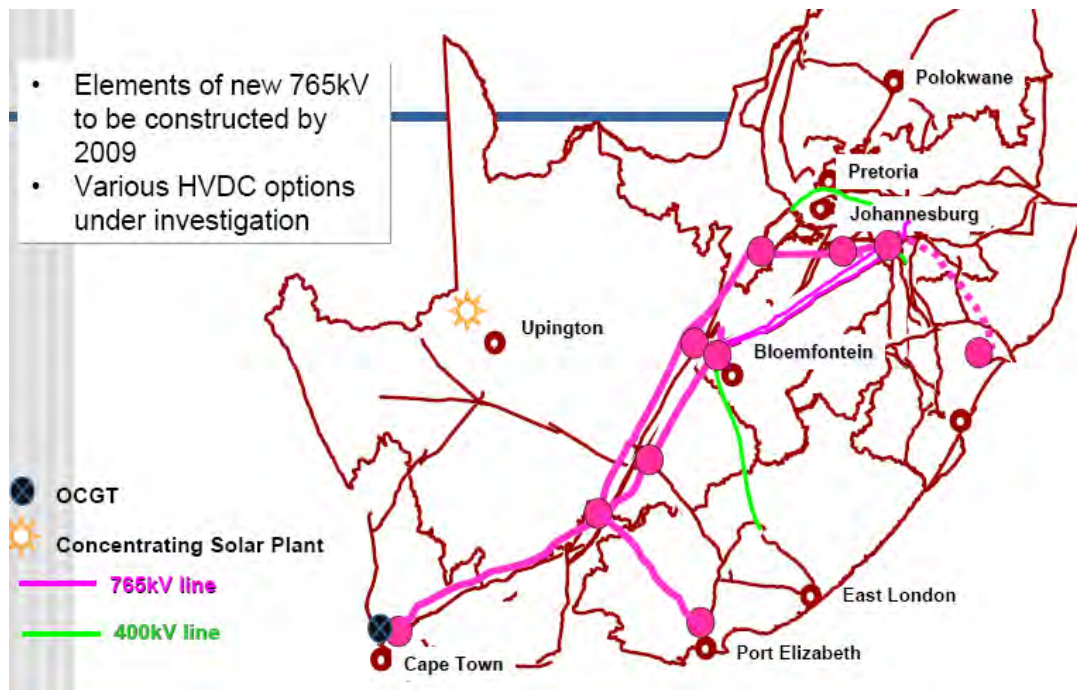 • Elements of new 765kV
to be constructed by
2009
• Various HVDC options
under investigation
Polokwane
Pretoria
Johannesburg
Upington
Bloemfontein
OCGT
Concentrating Solar Plant
765kV line
400kV line
East London
Port Elizabeth
Cape Town